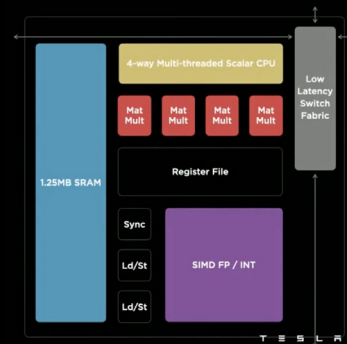 4-way Multi-threaded Scalar CPU
Low
Latency
Switch
Fabric
Mat
Mult
Mat
Mult
Mat
Mult
Mat
Mult
1.25MB SRAM
Register File
Sync
Ld/St
SIMD FP / INT
Ld/St
TESLA